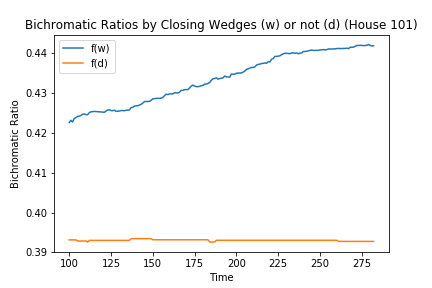 Bichromatic Ratios by Closing Wedges (w) or not (d) (House 101)
f(w)
f(d)
Bichromatic Ratio
0.44
0.43
0.42
0.41
0.40
0.39
100
125
150
175
200
225
250
275
Time